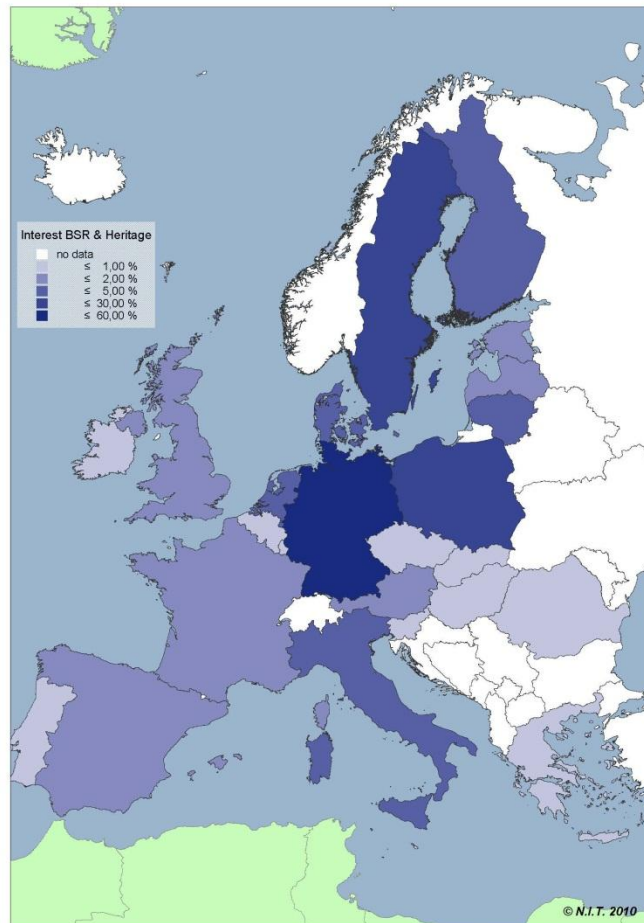 Interest BSR & Heritage
no data
≤ 1,00 %
≤ 2,00 %
≤ 5,00 %
≤ 30,00 %
≤ 60,00 %
© N.I.T. 2010